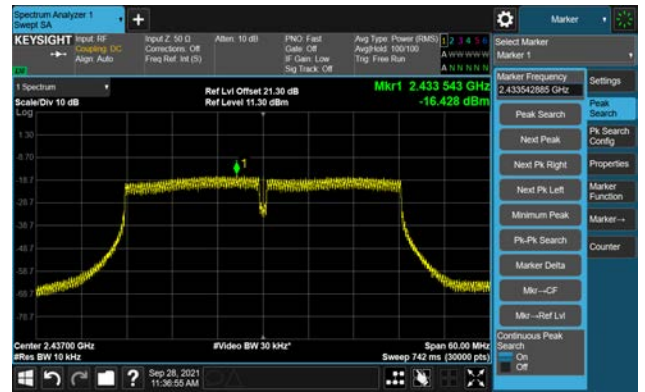 Spectrum Analyzer 1
Swept SA
Marker
KEYSIGHT
Input: RF
Coupling: DC
Align: Auto
Input Z: 50 Ω
Corrections: Off
Freq Ref: Int (S)
Atten: 10 dB
PNO: Fast
Gate: Off
IF Gain: Low
Sig Track: Off
Avg Type: Power (RMS)
Avg|Hold: 100/100
Trig: Free Run
1 2 3 4 5 6
A W W W W W
A N N N N N
Select Marker
Marker 1
1 Spectrum
Scale/Div 10 dB
Log
Ref Lvl Offset 21.30 dB
Ref Level 11.30 dBm
Mkr1 2.433 543 GHz
-16.428 dBm
1.30
-8.70
-18.7
-28.7
-38.7
-48.7
-58.7
-68.7
-78.7
1
Center 2.43700 GHz
#Res BW 10 kHz
#Video BW 30 kHz*
Span 60.00 MHz
Sweep 742 ms (30000 pts)
Marker Frequency
2.433542885 GHz
Peak Search
Next Peak
Next Pk Right
Next Pk Left
Minimum Peak
Pk-Pk Search
Marker Delta
Mkr→CF
Mkr→Ref Lvl
Continuous Peak
Search
On
Off
Settings
Peak
Search
Pk Search
Config
Properties
Marker
Function
Marker→
Counter
?
Sep 28, 2021
11:36:55 AM